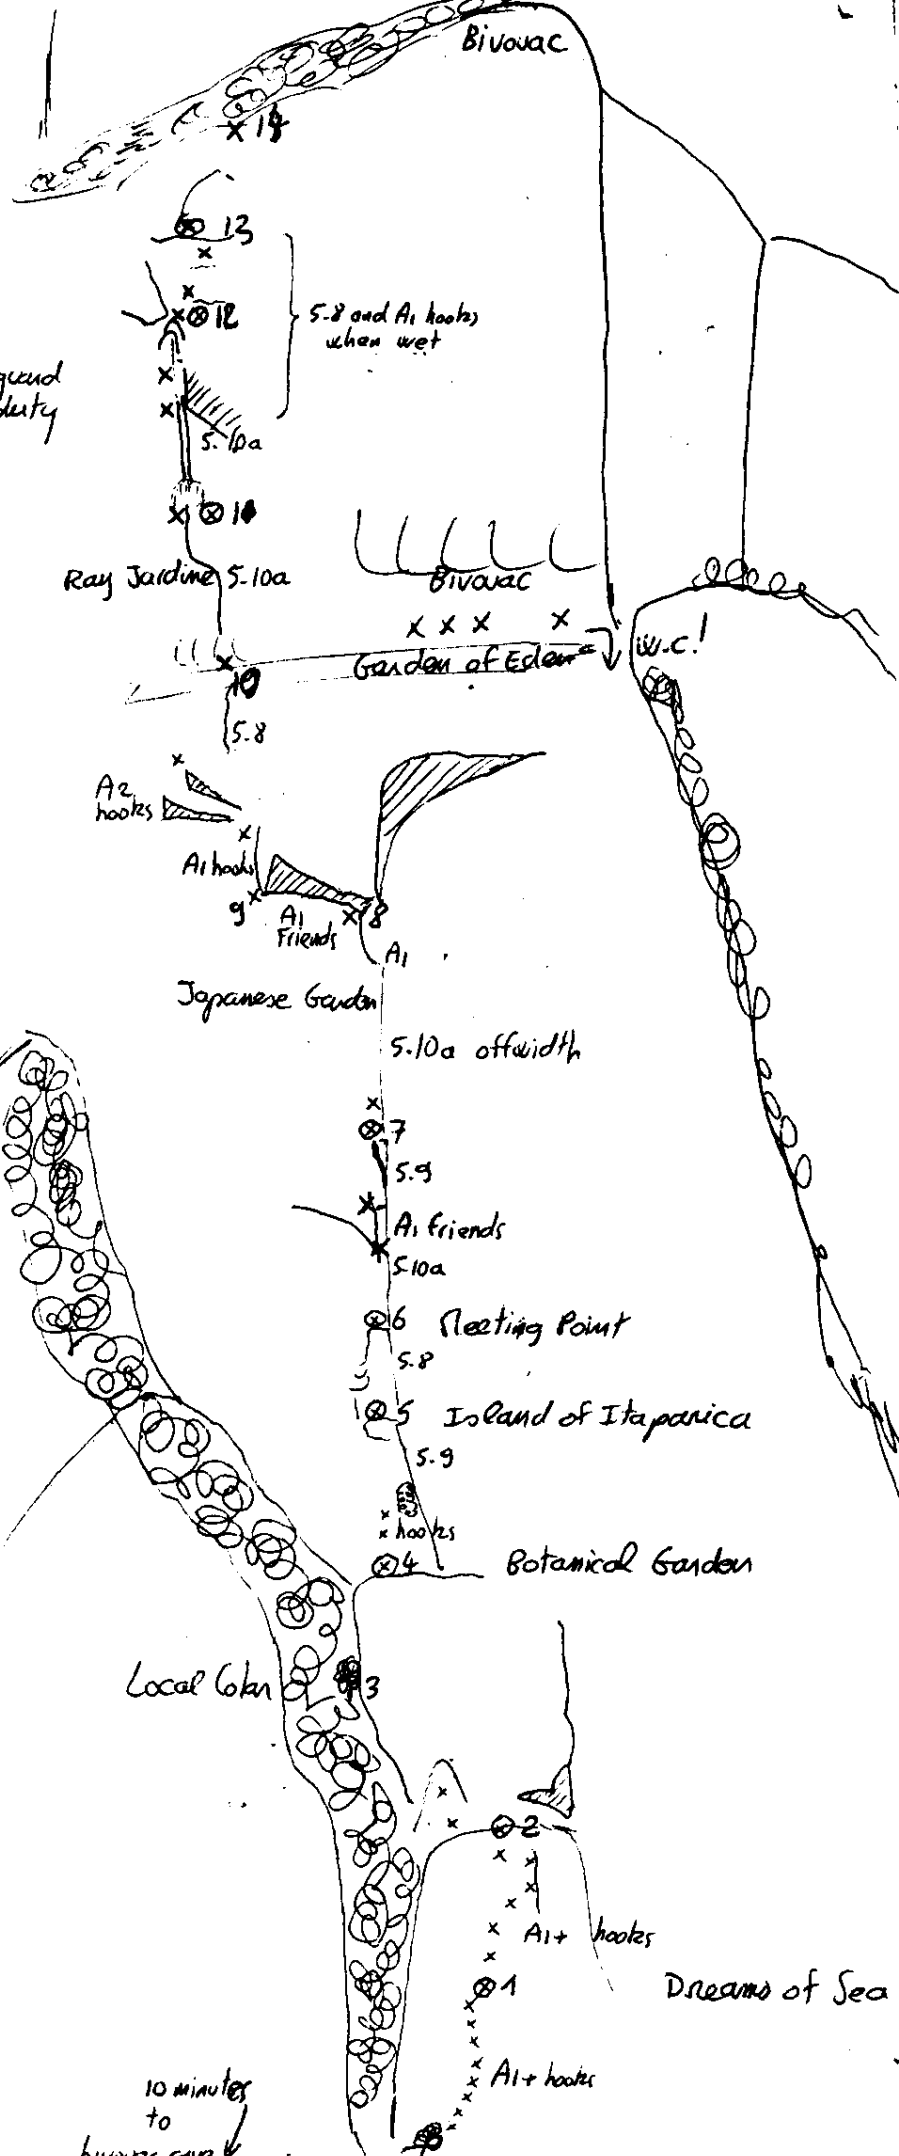 Bivouac
14
13
12
5.8 and A1 hooks
when wet
5.10a
11
Ray Jardine 5-10a
Bivouac
W.C.!
Garden of Eden
10
5.8
A2
hooks
A1 hooks
9
8
A1
Friends
A1
Japanese Garden
5.10a offwidth
7
5.9
A1 friends
5.10a
6 Meeting Point
5.8
5 Island of Itaparica
5.9
hooks
4 Botanical Garden
Local Color
3
2
A1+ hooks
1
Dreams of Sea
A1+ hooks
10 minutes
to